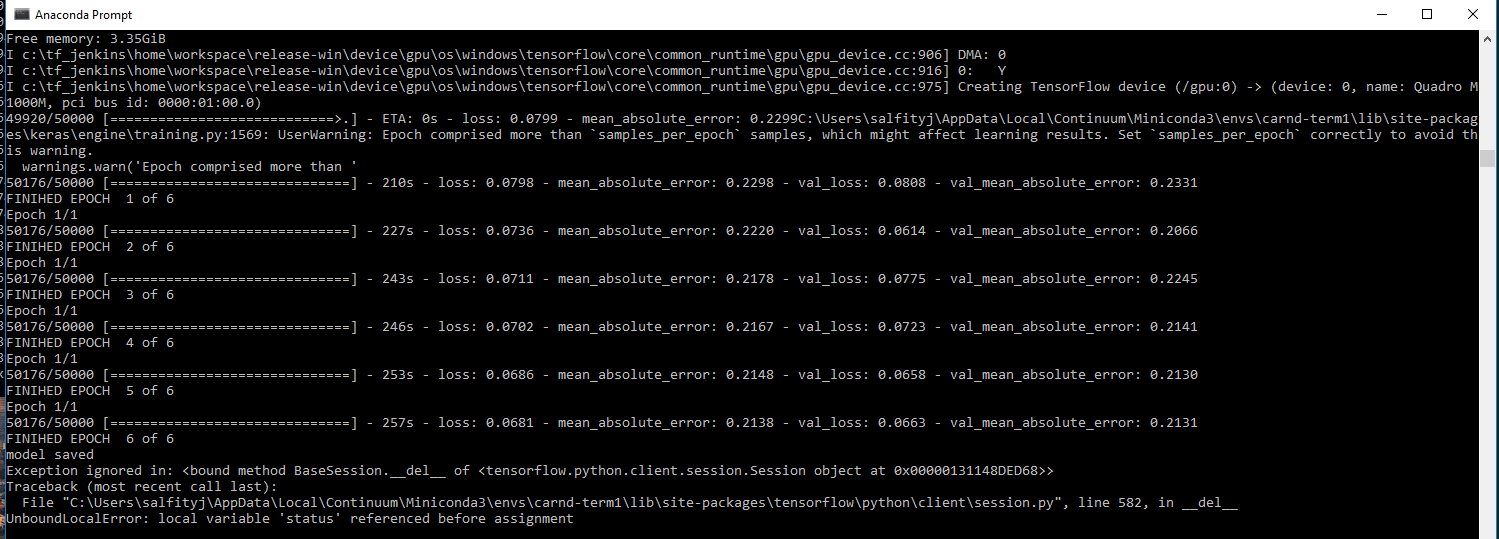 Anaconda Prompt
Free memory: 3.35GiB
I c:\tf_jenkins\home\workspace\release-win\device\gpu\os\windows\tensorflow\core\common_runtime\gpu\gpu_device.cc:906] DMA: 0
I c:\tf_jenkins\home\workspace\release-win\device\gpu\os\windows\tensorflow\core\common_runtime\gpu\gpu_device.cc:916] 0:   Y
I c:\tf_jenkins\home\workspace\release-win\device\gpu\os\windows\tensorflow\core\common_runtime\gpu\gpu_device.cc:975] Creating TensorFlow device (/gpu:0) -> (device: 0, name: Quadro M
1000M, pci bus id: 0000:01:00.0)
49920/50000 [============================>.] - ETA: 0s - loss: 0.0799 - mean_absolute_error: 0.2299C:\Users\salfityj\AppData\Local\Continuum\Miniconda3\envs\carnd-term1\lib\site-packag
es\keras\engine\training.py:1569: UserWarning: Epoch comprised more than `samples_per_epoch` samples, which might affect learning results. Set `samples_per_epoch` correctly to avoid th
is warning.
  warnings.warn('Epoch comprised more than '
50176/50000 [==============================] - 210s - loss: 0.0798 - mean_absolute_error: 0.2298 - val_loss: 0.0808 - val_mean_absolute_error: 0.2331
FINIHED EPOCH  1 of 6
Epoch 1/1
50176/50000 [==============================] - 227s - loss: 0.0736 - mean_absolute_error: 0.2220 - val_loss: 0.0614 - val_mean_absolute_error: 0.2066
FINIHED EPOCH  2 of 6
Epoch 1/1
50176/50000 [==============================] - 243s - loss: 0.0711 - mean_absolute_error: 0.2178 - val_loss: 0.0775 - val_mean_absolute_error: 0.2245
FINIHED EPOCH  3 of 6
Epoch 1/1
50176/50000 [==============================] - 246s - loss: 0.0702 - mean_absolute_error: 0.2167 - val_loss: 0.0723 - val_mean_absolute_error: 0.2141
FINIHED EPOCH  4 of 6
Epoch 1/1
50176/50000 [==============================] - 253s - loss: 0.0686 - mean_absolute_error: 0.2148 - val_loss: 0.0658 - val_mean_absolute_error: 0.2130
FINIHED EPOCH  5 of 6
Epoch 1/1
50176/50000 [==============================] - 257s - loss: 0.0681 - mean_absolute_error: 0.2138 - val_loss: 0.0663 - val_mean_absolute_error: 0.2131
FINIHED EPOCH  6 of 6
model saved
Exception ignored in: <bound method BaseSession.__del__ of <tensorflow.python.client.session.Session object at 0x00000131148DED68>>
Traceback (most recent call last):
  File "C:\Users\salfityj\AppData\Local\Continuum\Miniconda3\envs\carnd-term1\lib\site-packages\tensorflow\python\client\session.py", line 582, in __del__
UnboundLocalError: local variable 'status' referenced before assignment